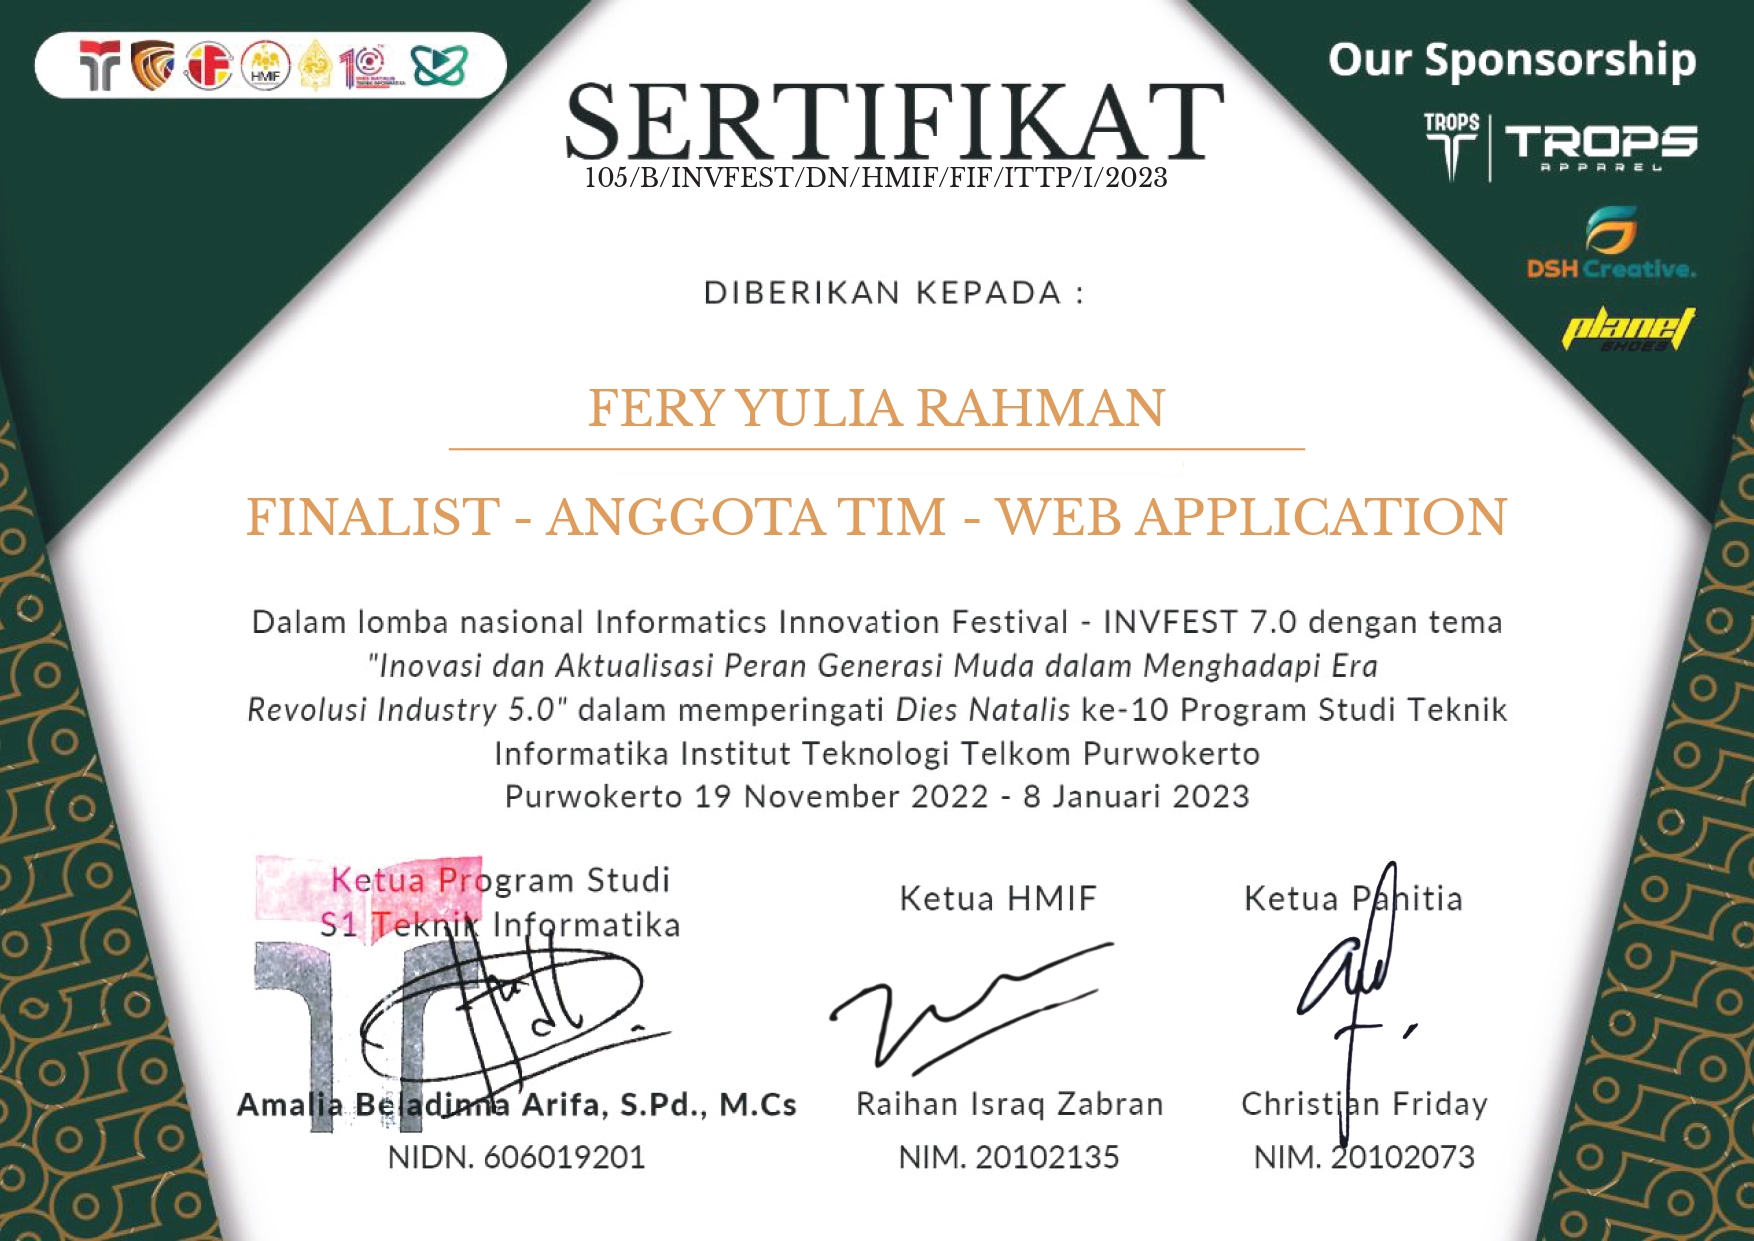 HMIF
Our Sponsorship
TROPS
TROPS
APPAREL
DSH Creative.
planet
SHOES
SERTIFIKAT
105/B/INVFEST/DN/HMIF/FIF/ITTP/I/2023
DIBERIKAN KEPADA :
FERY YULIA RAHMAN
FINALIST - ANGGOTA TIM - WEB APPLICATION
Dalam lomba nasional Informatics Innovation Festival - INVFEST 7.0 dengan tema
"Inovasi dan Aktualisasi Peran Generasi Muda dalam Menghadapi Era
Revolusi Industry 5.0" dalam memperingati Dies Natalis ke-10 Program Studi Teknik
Informatika Institut Teknologi Telkom Purwokerto
Purwokerto 19 November 2022 - 8 Januari 2023
Ketua Program Studi
S1 Teknik Informatika
Amalia Beladinna Arifa, S.Pd., M.Cs
NIDN. 606019201
Ketua HMIF
Raihan Israq Zabran
NIM. 20102135
Ketua Panitia
Christian Friday
NIM. 20102073